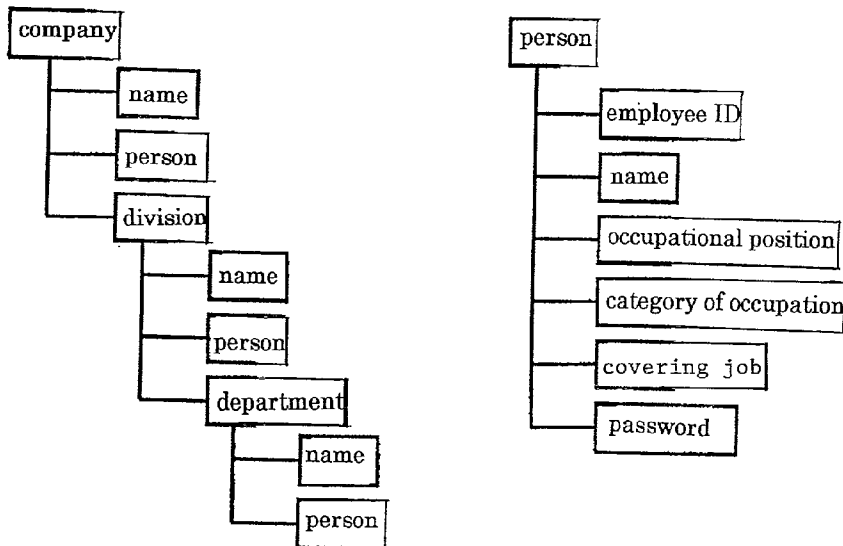 company
name
person
division
name
person
department
name
person
person
employee ID
name
occupational position
category of occupation
covering job
password